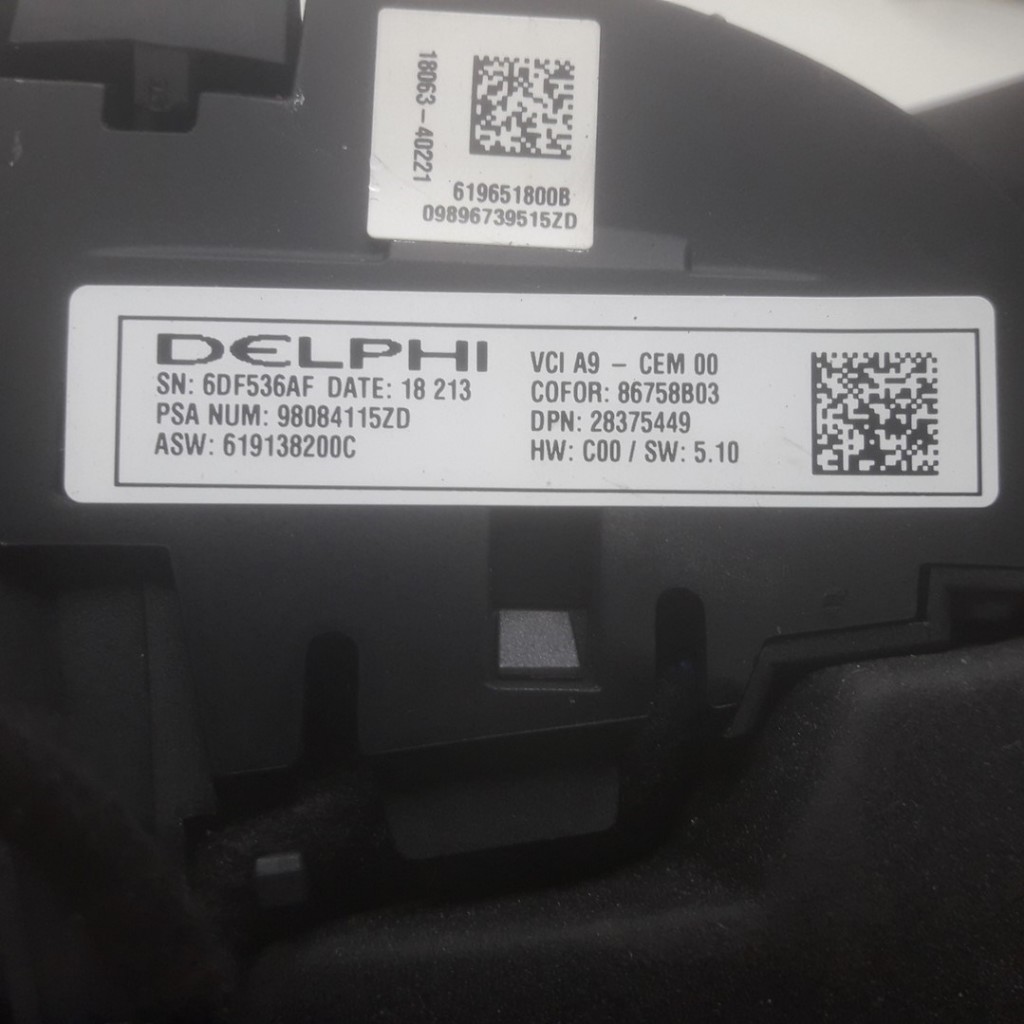 18063-40221
619651800B
09896739515ZD
DELPHI
SN: 6DF536AF DATE: 18 213
PSA NUM: 98084115ZD
ASW: 619138200C
VCI A9 - CEM 00
COFOR: 86758B03
DPN: 28375449
HW: C00 / SW: 5.10